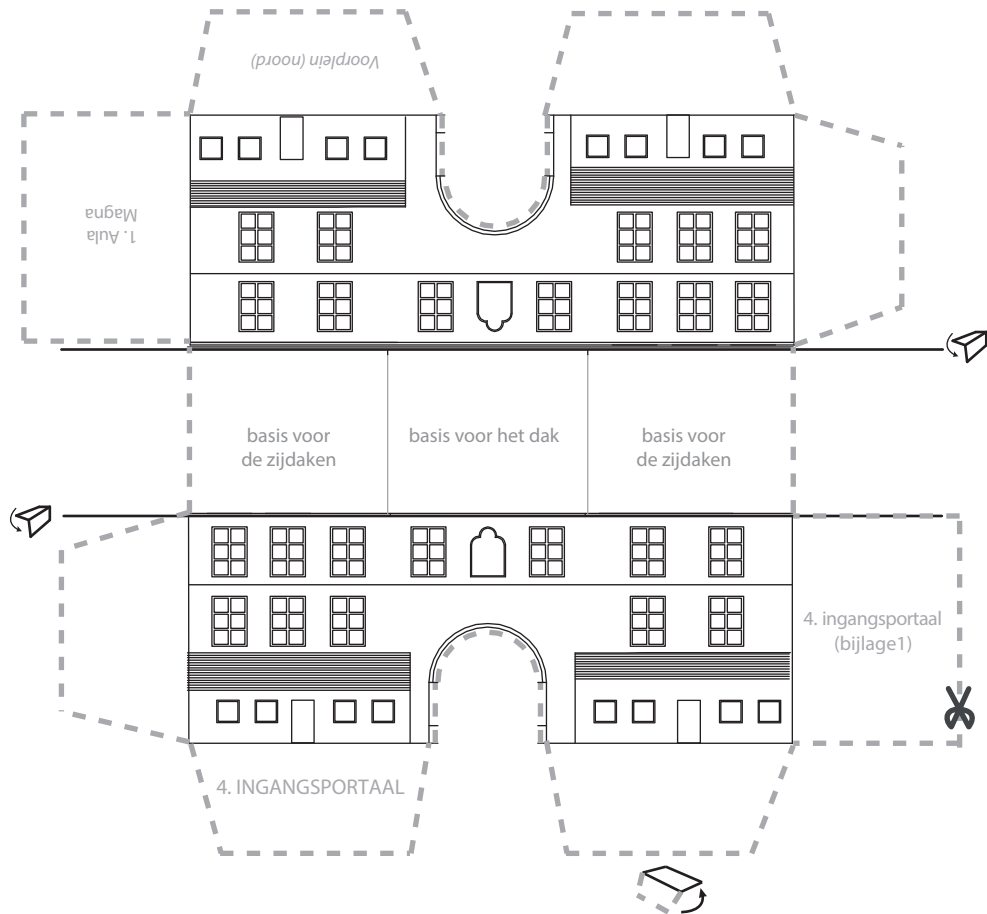 Voorplein (noord)
1. Aula
Magna
basis voor
de zijdaken
basis voor het dak
basis voor
de zijdaken
4. ingangsportaal
(bijlage1)
4. INGANGSPORTAAL